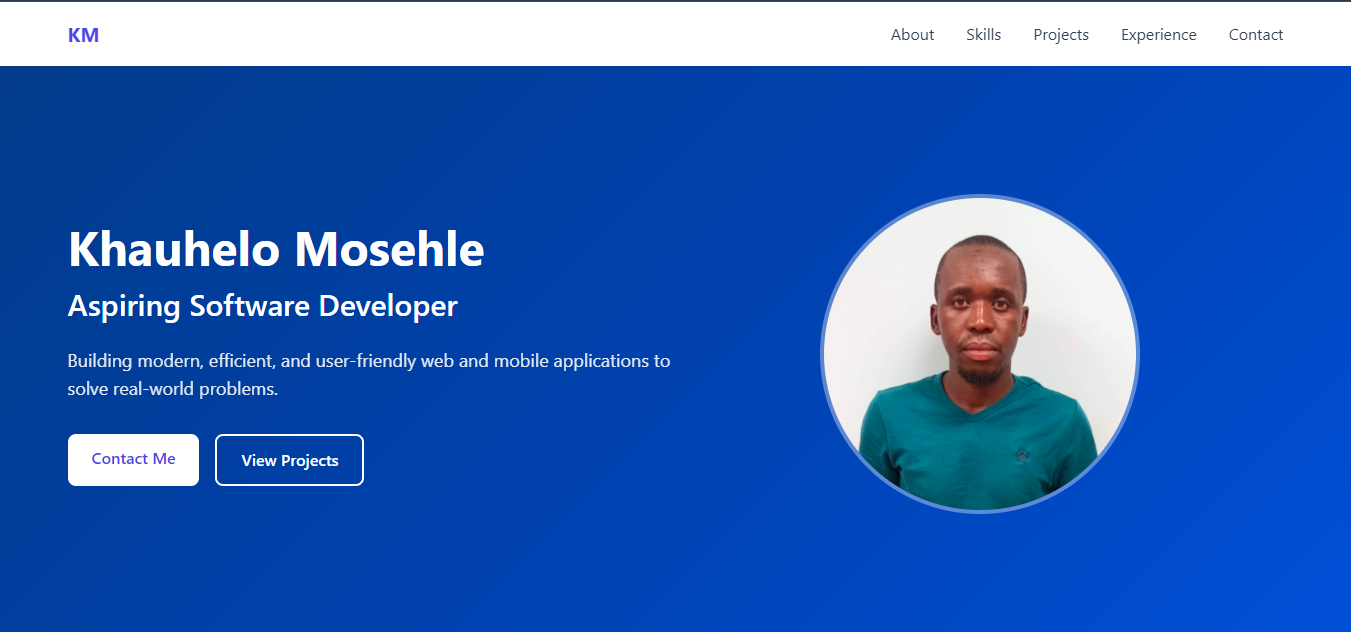 KM
About Skills Projects Experience Contact
Khauhelo Mosehle
Aspiring Software Developer
Building modern, efficient, and user-friendly web and mobile applications to
solve real-world problems.
Contact Me View Projects